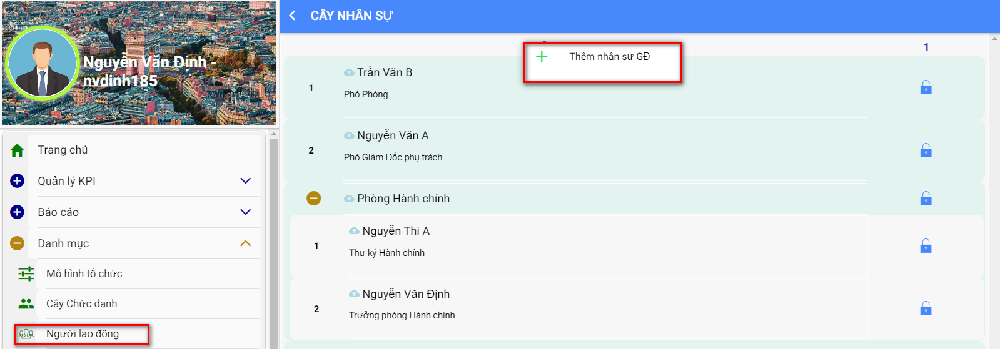 Nguyễn Văn Định -
nvdinh185
Trang chủ
Quản lý KPI
Báo cáo
Danh mục
Mô hình tổ chức
Cây Chức danh
Người lao động
CÂY NHÂN SỰ
1
Thêm nhân sự GĐ
1
Trần Văn B
Phó Phòng
2
Nguyễn Văn A
Phó Giám Đốc phụ trách
Phòng Hành chính
1
Nguyễn Thi A
Thư ký Hành chính
2
Nguyễn Văn Định
Trưởng phòng Hành chính